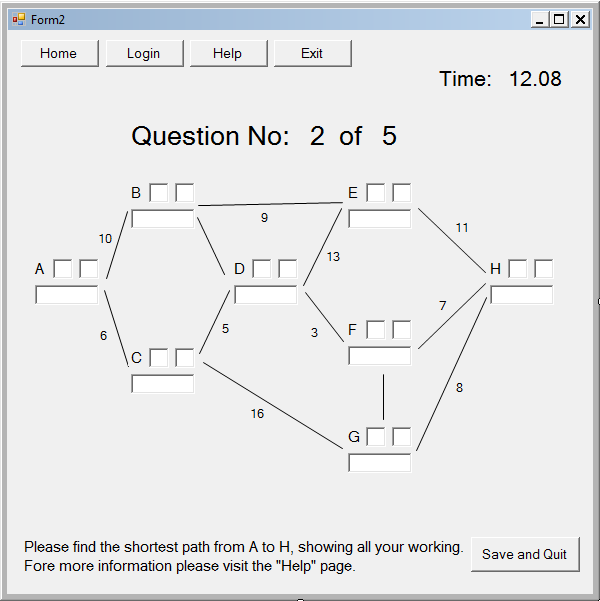 Form2
Home Login Help Exit
Time: 12.08
Question No: 2 of 5
B E
9
11
10
A D H
13
7
6 5 3 F
C
8
16
G
Please find the shortest path from A to H, showing all your working.
Fore more information please visit the "Help" page.
Save and Quit